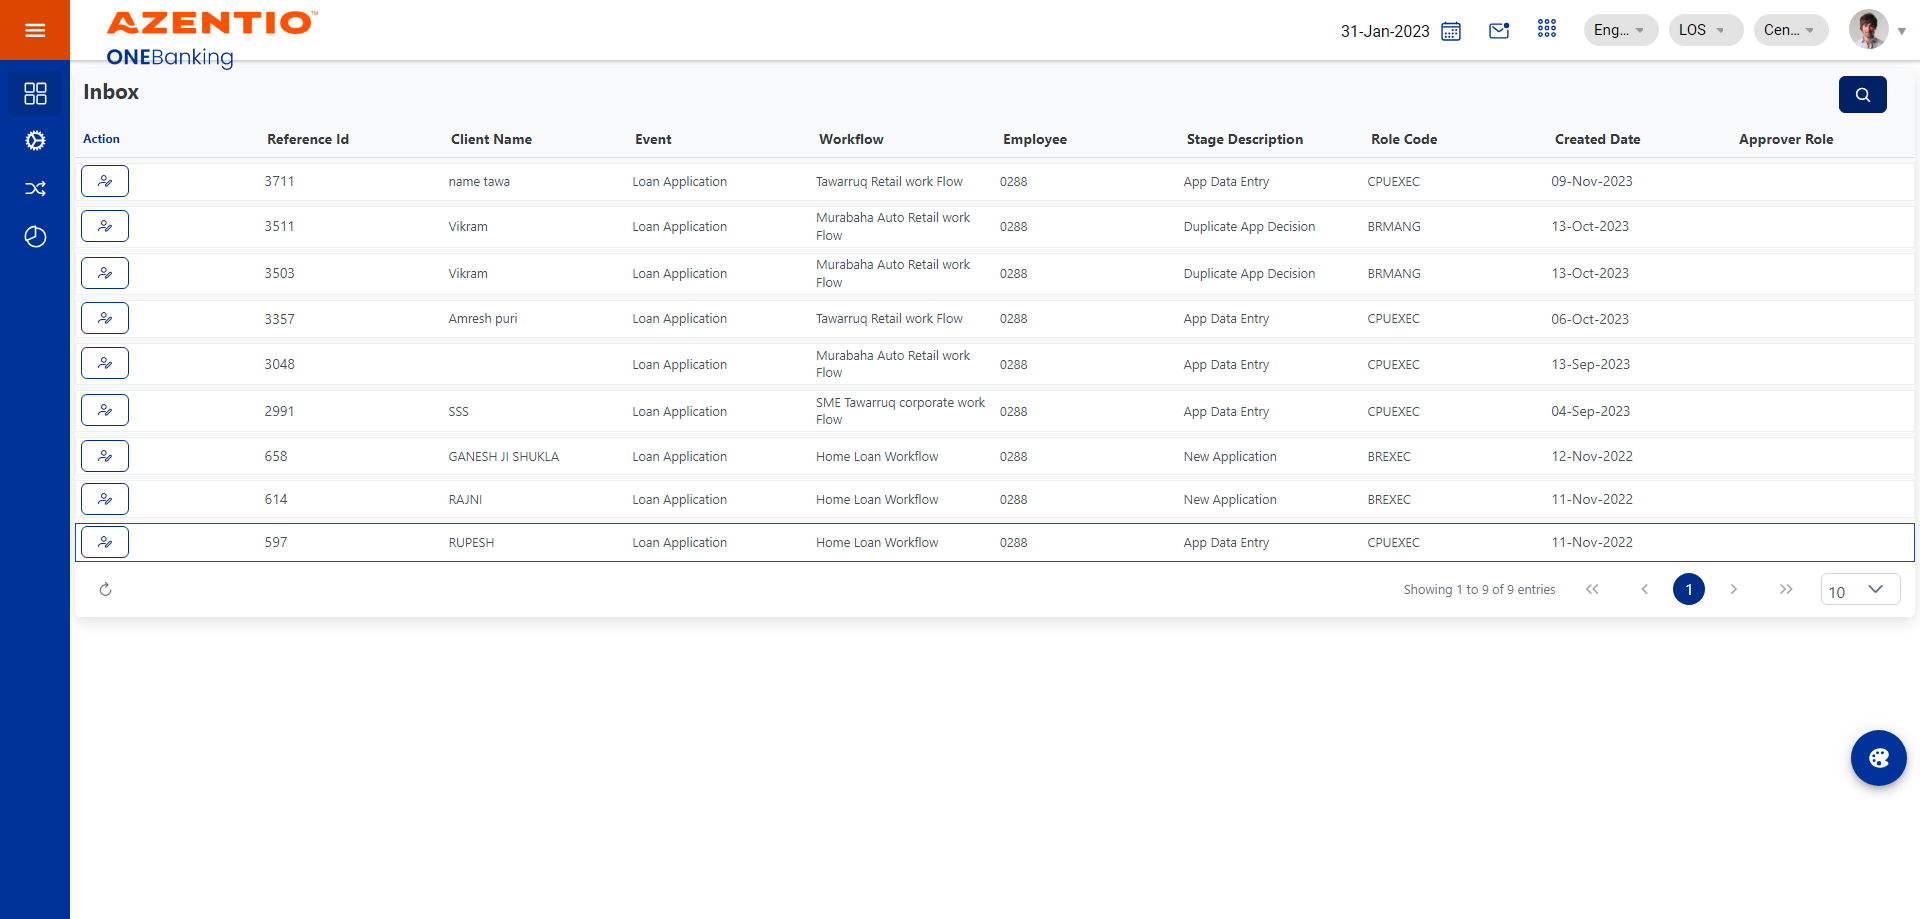 AZENTIO™
ONEBanking
31-Jan-2023 Eng... LOS Cen...
Inbox
Action Reference Id Client Name Event Workflow Employee Stage Description Role Code Created Date Approver Role
3711 name tawa Loan Application Tawarruq Retail work Flow 0288 App Data Entry CPUEXEC 09-Nov-2023
3511 Vikram Loan Application Murabaha Auto Retail work Flow 0288 Duplicate App Decision BRMANG 13-Oct-2023
3503 Vikram Loan Application Murabaha Auto Retail work Flow 0288 Duplicate App Decision BRMANG 13-Oct-2023
3357 Amresh puri Loan Application Tawarruq Retail work Flow 0288 App Data Entry CPUEXEC 06-Oct-2023
3048 Loan Application Murabaha Auto Retail work Flow 0288 App Data Entry CPUEXEC 13-Sep-2023
2991 SSS Loan Application SME Tawarruq corporate work Flow 0288 App Data Entry CPUEXEC 04-Sep-2023
658 GANESH JI SHUKLA Loan Application Home Loan Workflow 0288 New Application BREXEC 12-Nov-2022
614 RAJNI Loan Application Home Loan Workflow 0288 New Application BREXEC 11-Nov-2022
597 RUPESH Loan Application Home Loan Workflow 0288 App Data Entry CPUEXEC 11-Nov-2022
Showing 1 to 9 of 9 entries 1 10